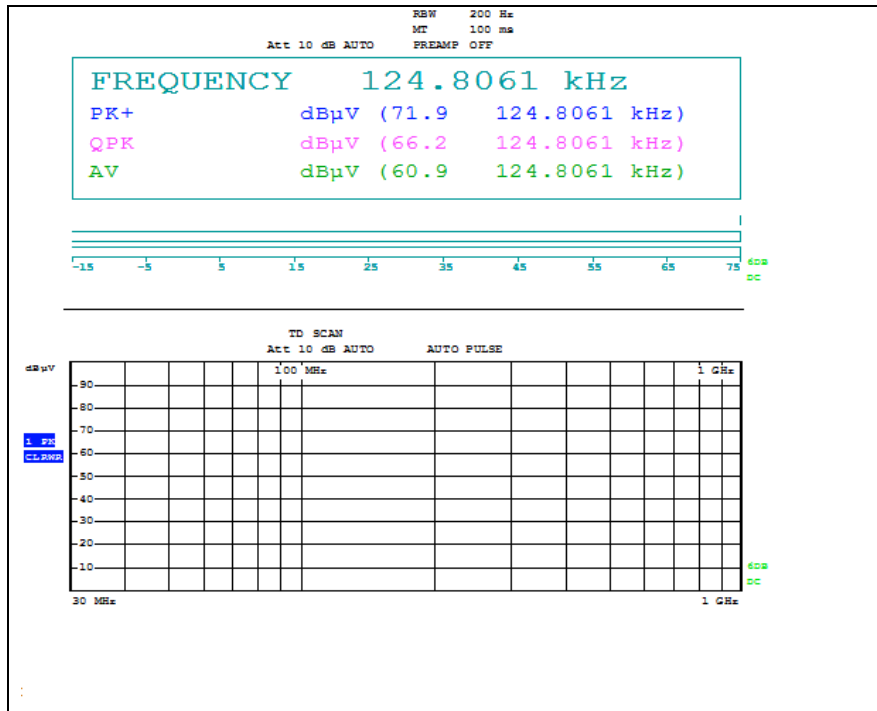 RBW 200 Hz
MT 100 ms
Att 10 dB AUTO PREAMP OFF
FREQUENCY 124.8061 kHz
PK+ dBµV (71.9 124.8061 kHz)
QPK dBµV (66.2 124.8061 kHz)
AV dBµV (60.9 124.8061 kHz)
-15 -5 5 15 25 35 45 55 65 75
6DB
DC
TD SCAN
Att 10 dB AUTO AUTO PULSE
dBµV 100 MHz 1 GHz
90
80
70
1 PK
60
CLRWR
50
40
30
20
10
6DB
DC
30 MHz 1 GHz